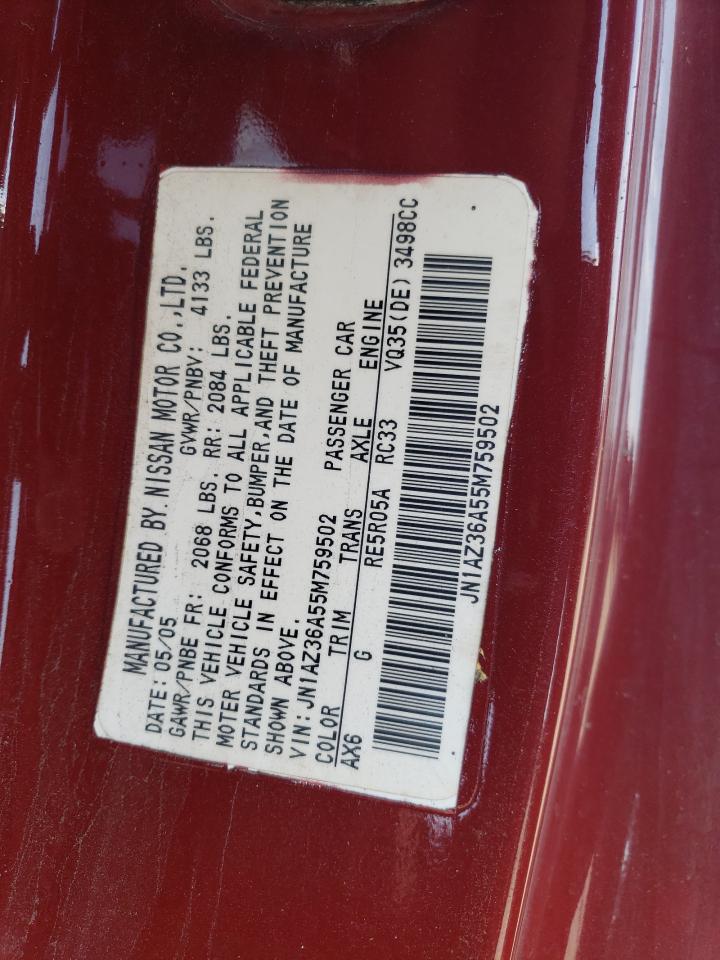 MANUFACTURED BY NISSAN MOTOR CO.,LTD.
DATE: 05/05 GVWR/PNBV: 4133 LBS.
GAWR/PNBE FR: 2068 LBS. RR: 2084 LBS.
THIS VEHICLE CONFORMS TO ALL APPLICABLE FEDERAL
MOTER VEHICLE SAFETY,BUMPER,AND THEFT PREVENTION
STANDARDS IN EFFECT ON THE DATE OF MANUFACTURE
SHOWN ABOVE.
VIN:JN1AZ36A55M759502 PASSENGER CAR
COLOR TRIM TRANS AXLE ENGINE
AX6 G RE5R05A RC33 VQ35(DE) 3498CC
JN1AZ36A55M759502